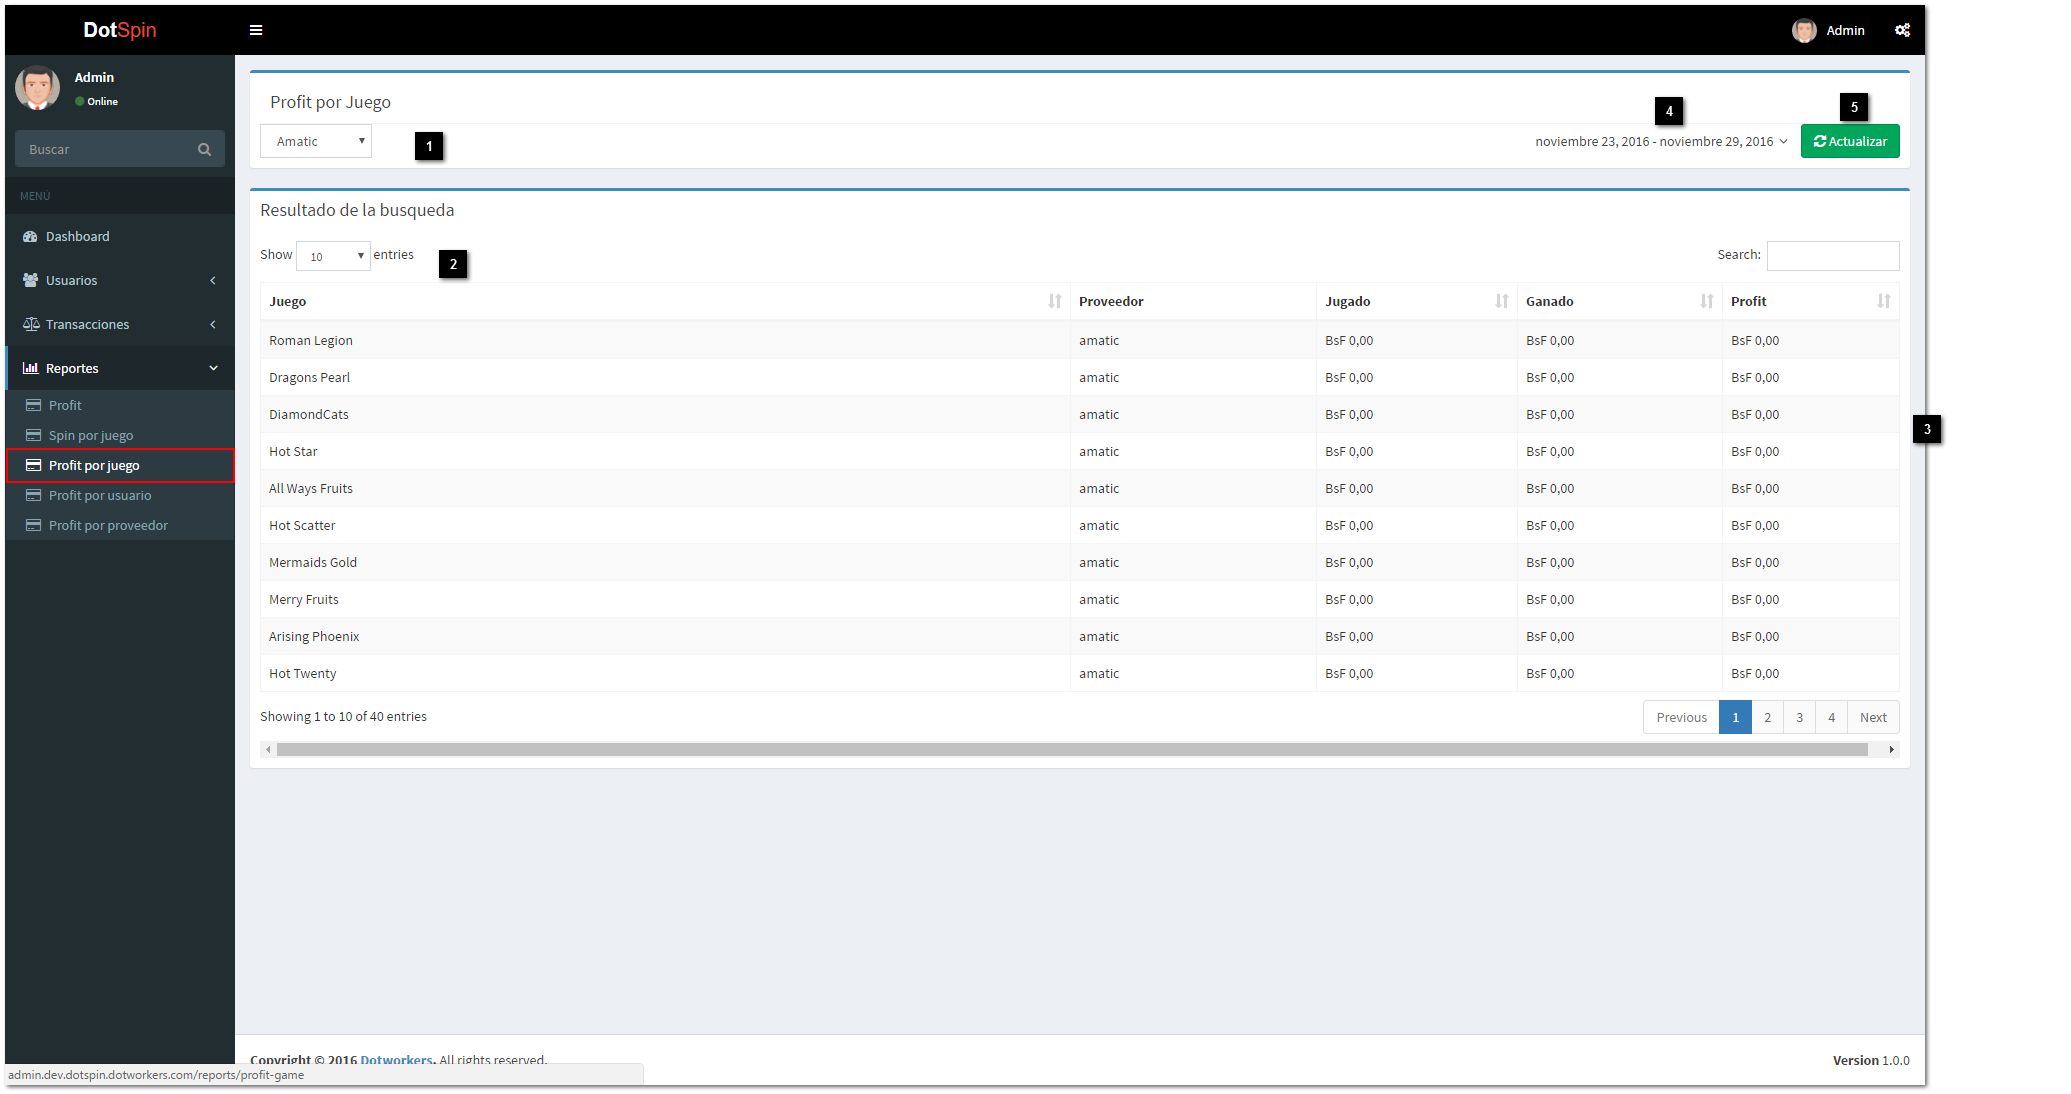 DotSpin
Admin
Admin
Online
Buscar
MENÚ
Dashboard
Usuarios
Transacciones
Reportes
Profit
Spin por juego
Profit por juego
Profit por usuario
Profit por proveedor
Profit por Juego
Amatic
1
noviembre 23, 2016 - noviembre 29, 2016
4
5
Actualizar
Resultado de la busqueda
Show 10 entries
2
Search:
Juego Proveedor Jugado Ganado Profit
Roman Legion amatic BsF 0,00 BsF 0,00 BsF 0,00
Dragons Pearl amatic BsF 0,00 BsF 0,00 BsF 0,00
DiamondCats amatic BsF 0,00 BsF 0,00 BsF 0,00
3
Hot Star amatic BsF 0,00 BsF 0,00 BsF 0,00
All Ways Fruits amatic BsF 0,00 BsF 0,00 BsF 0,00
Hot Scatter amatic BsF 0,00 BsF 0,00 BsF 0,00
Mermaids Gold amatic BsF 0,00 BsF 0,00 BsF 0,00
Merry Fruits amatic BsF 0,00 BsF 0,00 BsF 0,00
Arising Phoenix amatic BsF 0,00 BsF 0,00 BsF 0,00
Hot Twenty amatic BsF 0,00 BsF 0,00 BsF 0,00
Showing 1 to 10 of 40 entries
Previous 1 2 3 4 Next
Copyright © 2016 Dotworkers. All rights reserved.
Version 1.0.0
admin.dev.dotspin.dotworkers.com/reports/profit-game